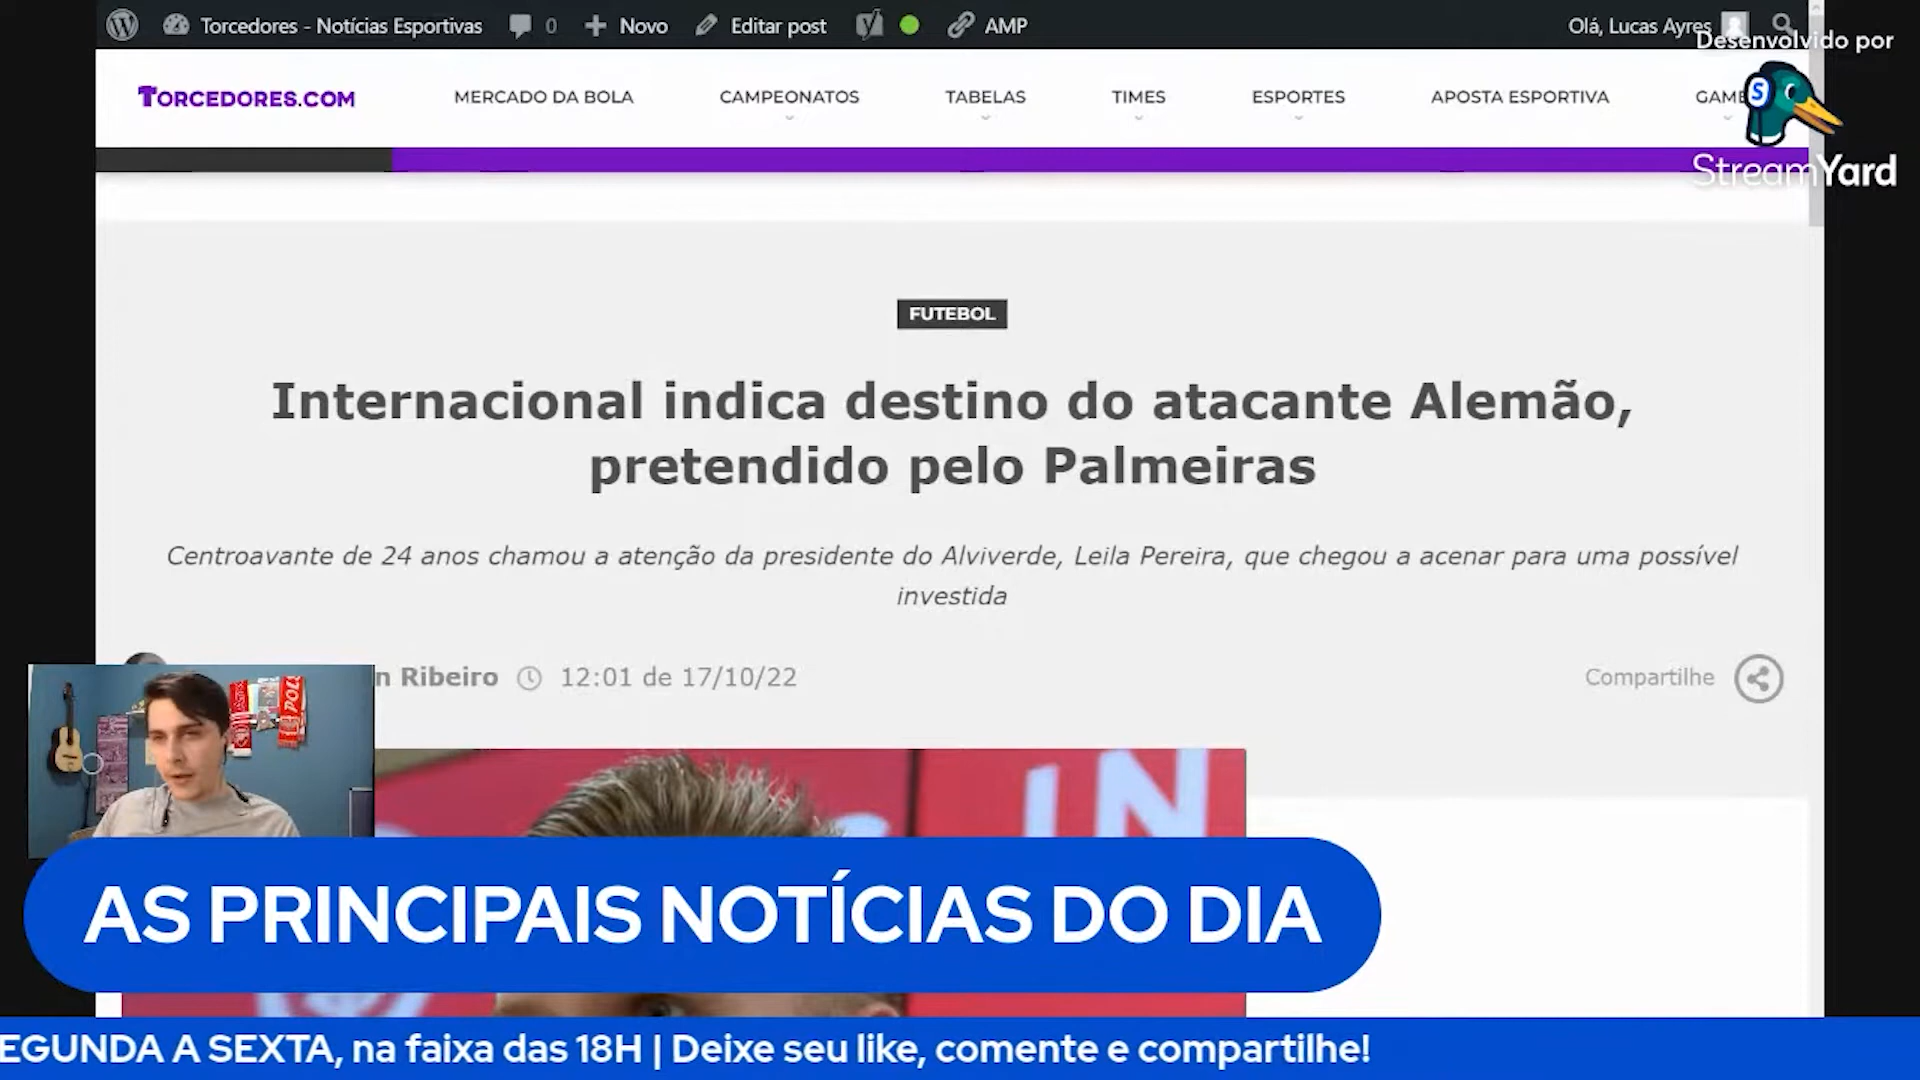 Torcedores - Notícias Esportivas 0 Novo Editar post AMP Olá, Lucas Ayres
Desenvolvido por
StreamYard
TORCEDORES.COM MERCADO DA BOLA CAMPEONATOS TABELAS TIMES ESPORTES APOSTA ESPORTIVA GAME
FUTEBOL
Internacional indica destino do atacante Alemão,
pretendido pelo Palmeiras
Centroavante de 24 anos chamou a atenção da presidente do Alviverde, Leila Pereira, que chegou a acenar para uma possível
investida
n Ribeiro 12:01 de 17/10/22 Compartilhe
IN
AS PRINCIPAIS NOTÍCIAS DO DIA
EGUNDA A SEXTA, na faixa das 18H | Deixe seu like, comente e compartilhe!